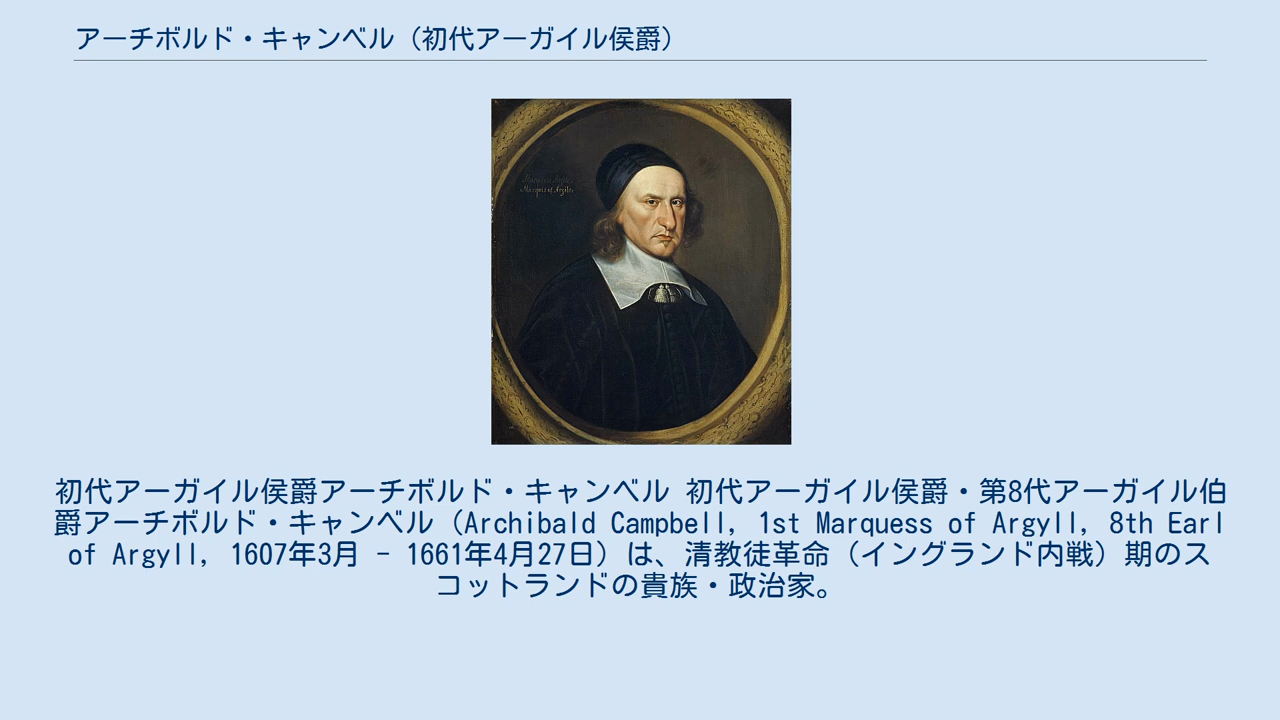 アーチボルド・キャンベル（初代アーガイル侯爵）
Marquis of Argile
初代アーガイル侯爵アーチボルド・キャンベル 初代アーガイル侯爵・第8代アーガイル伯
爵アーチボルド・キャンベル（Archibald Campbell, 1st Marquess of Argyll, 8th Earl
of Argyll, 1607年3月 - 1661年4月27日）は、清教徒革命（イングランド内戦）期のス
コットランドの貴族・政治家。